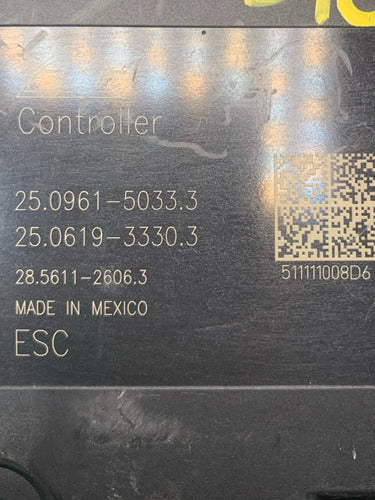 Controller
25.0961-5033.3
25.0619-3330.3
28.5611-2606.3
511111008D6
MADE IN MEXICO
ESC